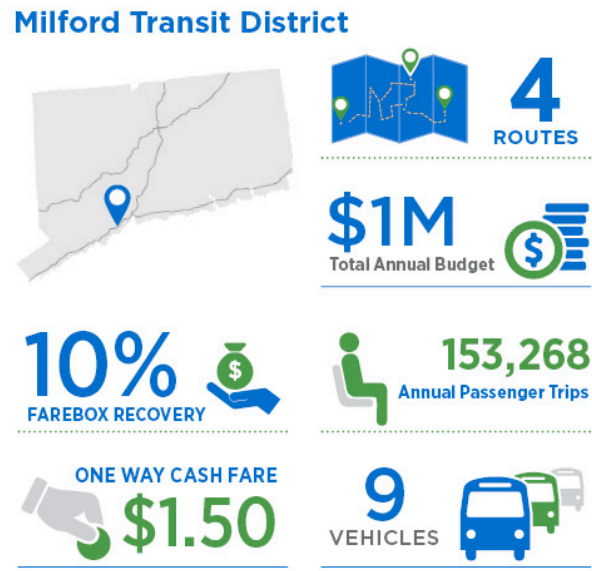 Milford Transit District
4
ROUTES
$1M
Total Annual Budget
$
10%
$
FAREBOX RECOVERY
153,268
Annual Passenger Trips
ONE WAY CASH FARE
$1.50
9
VEHICLES